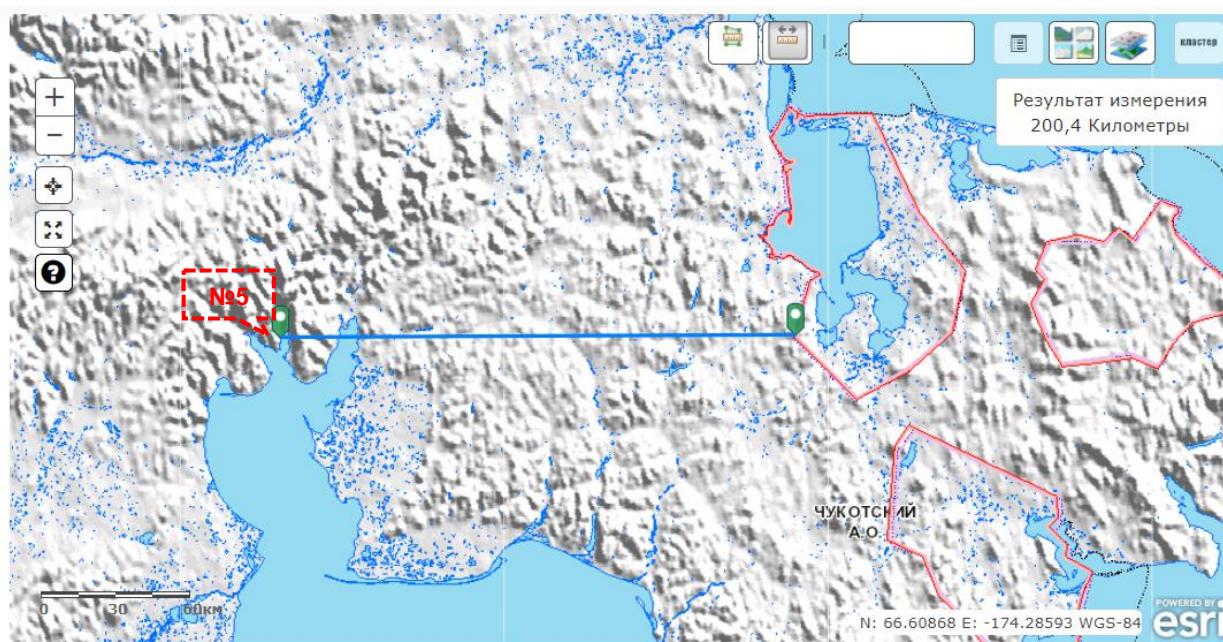 кластер
Результат измерения
200,4 Километры
+
−
?
№5
ЧУКОТСКИЙ
А.О.
0 30 60км
N: 66.60868 E: -174.28593 WGS-84
POWERED BY
esri